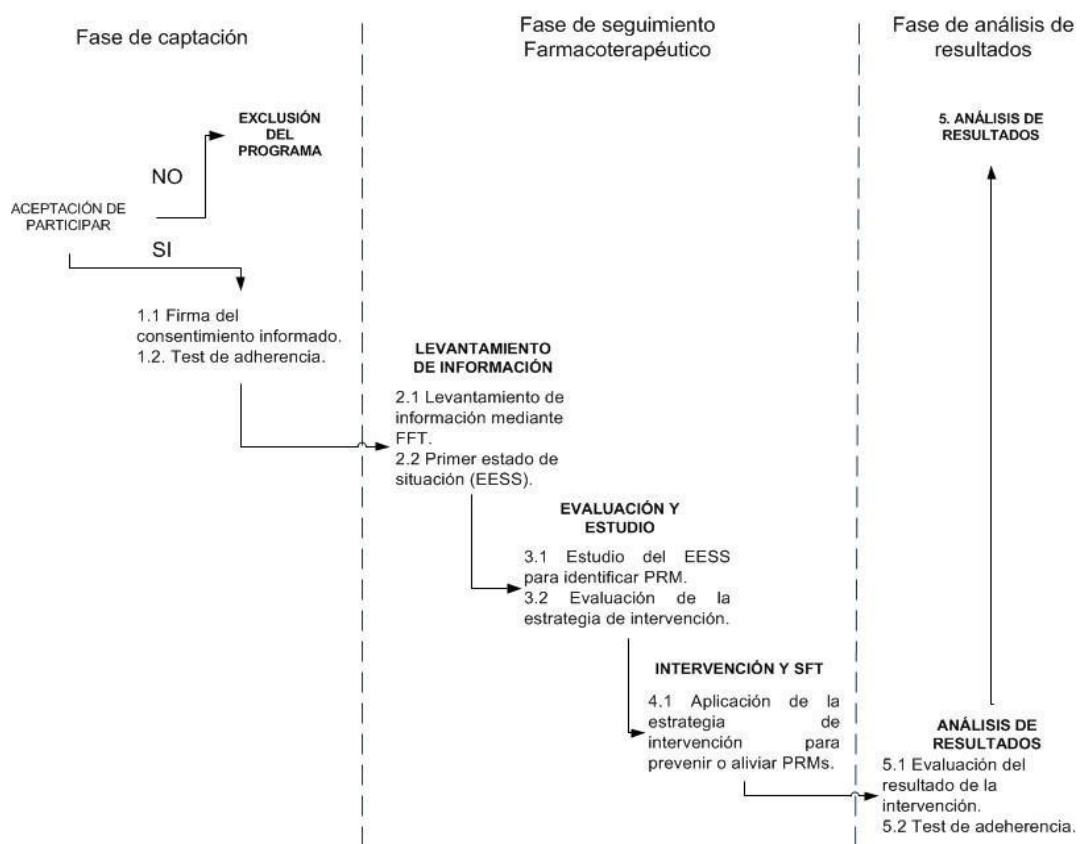 Fase de captación
Fase de seguimiento
Farmacoterapéutico
Fase de análisis de
resultados
EXCLUSIÓN
DEL
PROGRAMA
NO
ACEPTACIÓN DE
PARTICIPAR
SI
1.1 Firma del
consentimiento informado.
1.2. Test de adherencia.
LEVANTAMIENTO
DE INFORMACIÓN
2.1 Levantamiento de
información mediante
FFT.
2.2 Primer estado de
situación (EESS).
EVALUACIÓN Y
ESTUDIO
3.1 Estudio del EESS
para identificar PRM.
3.2 Evaluación de la
estrategia de intervención.
INTERVENCIÓN Y SFT
4.1 Aplicación de la
estrategia de
intervención para
prevenir o aliviar PRMs.
5. ANÁLISIS DE
RESULTADOS
ANÁLISIS DE
RESULTADOS
5.1 Evaluación del
resultado de la
intervención.
5.2 Test de adeherencia.